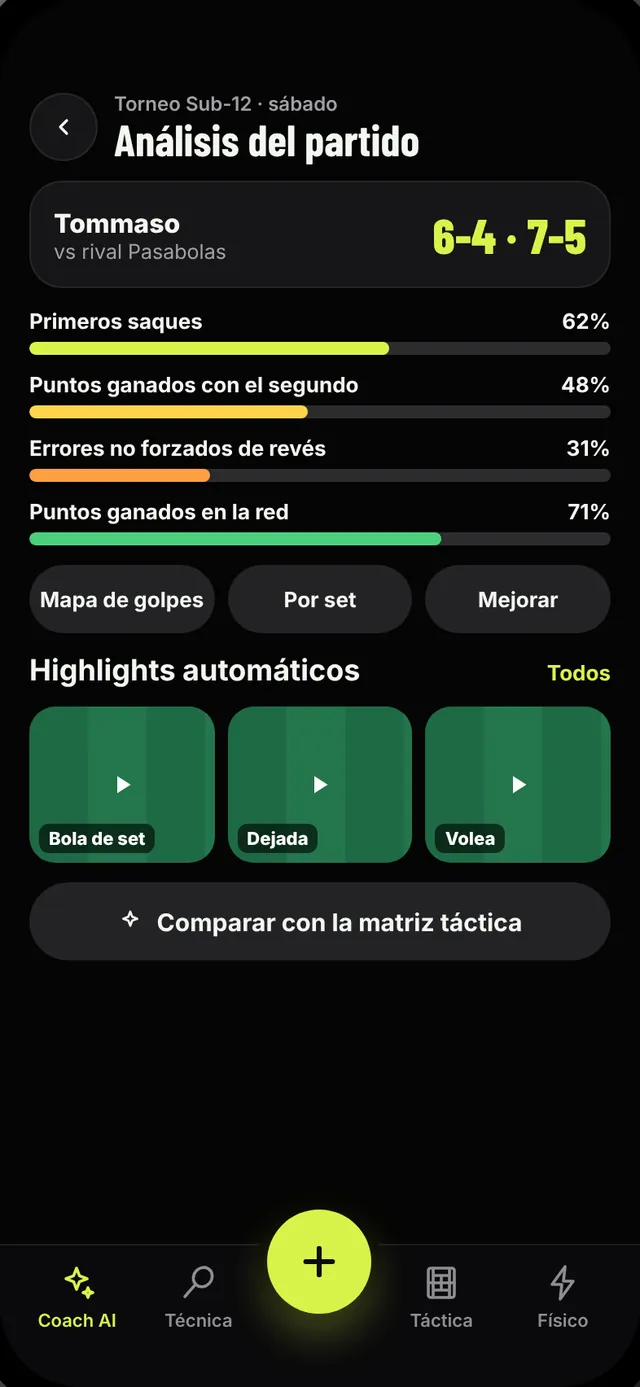 Torneo Sub-12 · sábado
Análisis del partido
Tommaso
vs rival Pasabolas
6-4 · 7-5
Primeros saques 62%
Puntos ganados con el segundo 48%
Errores no forzados de revés 31%
Puntos ganados en la red 71%
Mapa de golpes Por set Mejorar
Highlights automáticos Todos
Bola de set Dejada Volea
Comparar con la matriz táctica
Coach AI Técnica Táctica Físico